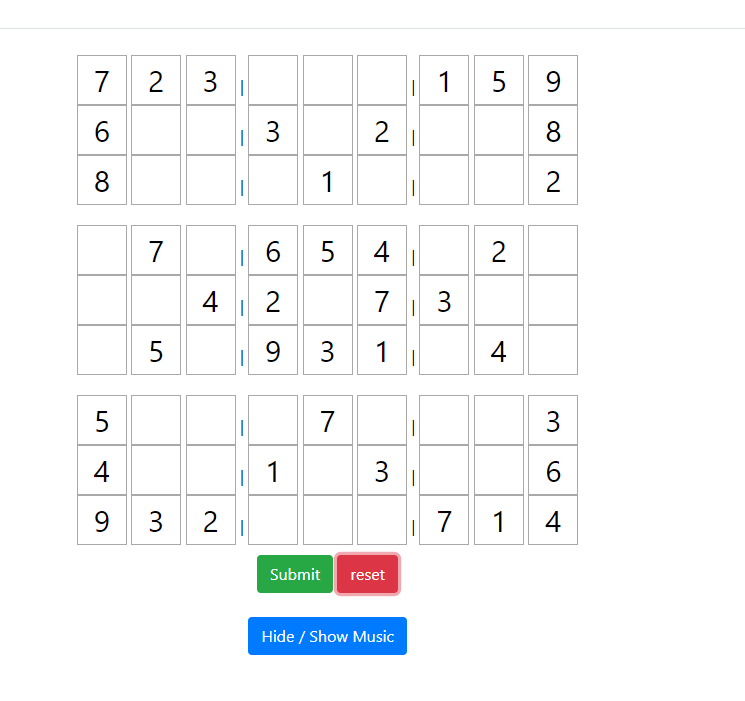 7 2 3 | | 1 5 9
6 | 3 2 | 8
8 | 1 | 2
7 | 6 5 4 | 2
4 | 2 7 | 3
5 | 9 3 1 | 4
5 | 7 | 3
4 | 1 3 | 6
9 3 2 | | 7 1 4
Submit reset
Hide / Show Music